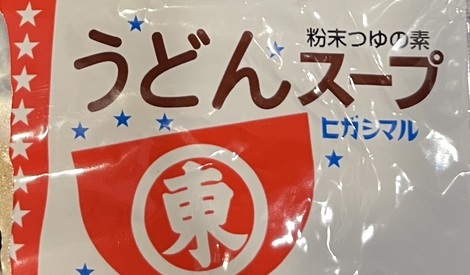 粉末つゆの素
うどんスープ
ヒガシマル
東